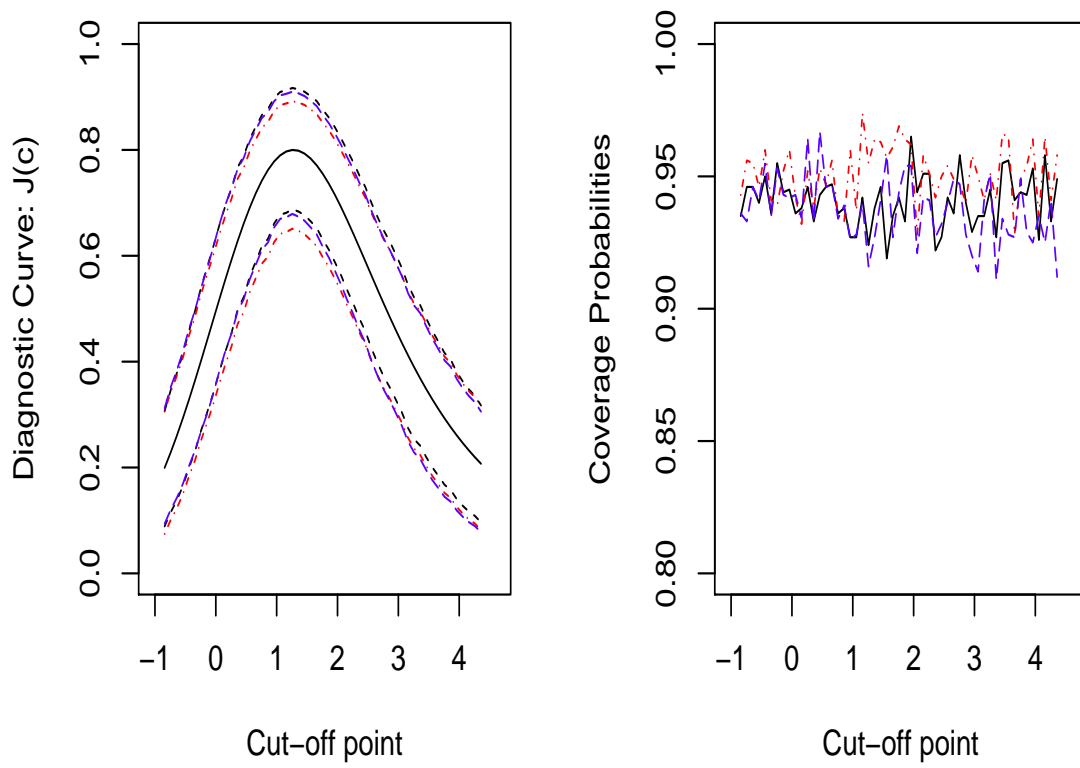 Diagnostic Curve: J(c)
1.0
0.8
0.6
0.4
0.2
0.0
−1 0 1 2 3 4
Cut−off point
Coverage Probabilities
1.00
0.95
0.90
0.85
0.80
−1 0 1 2 3 4
Cut−off point